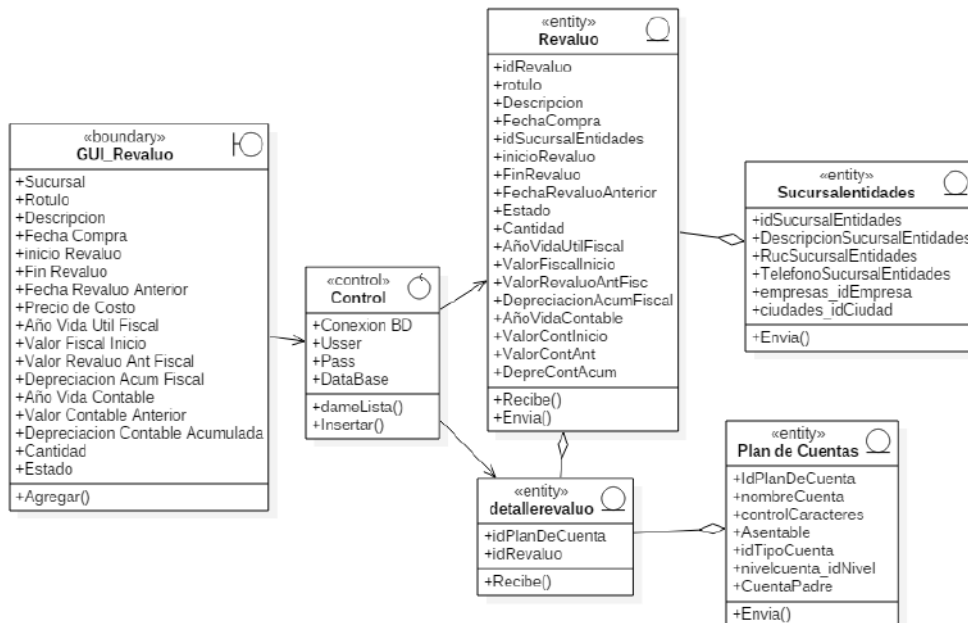 «boundary»
GUI_Revaluo
+Sucursal
+Rotulo
+Descripcion
+Fecha Compra
+inicio Revaluo
+Fin Revaluo
+Fecha Revaluo Anterior
+Precio de Costo
+Año Vida Util Fiscal
+Valor Fiscal Inicio
+Valor Revaluo Ant Fiscal
+Depreciacion Acum Fiscal
+Año Vida Contable
+Valor Contable Anterior
+Depreciacion Contable Acumulada
+Cantidad
+Estado
+Agregar()
«control»
Control
+Conexion BD
+Usser
+Pass
+DataBase
+dameLista()
+Insertar()
«entity»
Revaluo
+idRevaluo
+rotulo
+Descripcion
+FechaCompra
+idSucursalEntidades
+inicioRevaluo
+FinRevaluo
+FechaRevaluoAnterior
+Estado
+Cantidad
+AñoVidaUtilFiscal
+ValorFiscalInicio
+ValorRevaluoAntFisc
+DepreciacionAcumFiscal
+AñoVidaContable
+ValorContInicio
+ValorContAnt
+DepreContAcum
+Recibe()
+Envia()
«entity»
Sucursalentidades
+idSucursalEntidades
+DescripcionSucursalEntidades
+RucSucursalEntidades
+TelefonoSucursalEntidades
+empresas_idEmpresa
+ciudades_idCiudad
+Envia()
«entity»
detallerevaluo
+idPlanDeCuenta
+idRevaluo
+Recibe()
«entity»
Plan de Cuentas
+IdPlanDeCuenta
+nombreCuenta
+controlCaracteres
+Asentable
+idTipoCuenta
+nivelcuenta_idNivel
+CuentaPadre
+Envia()